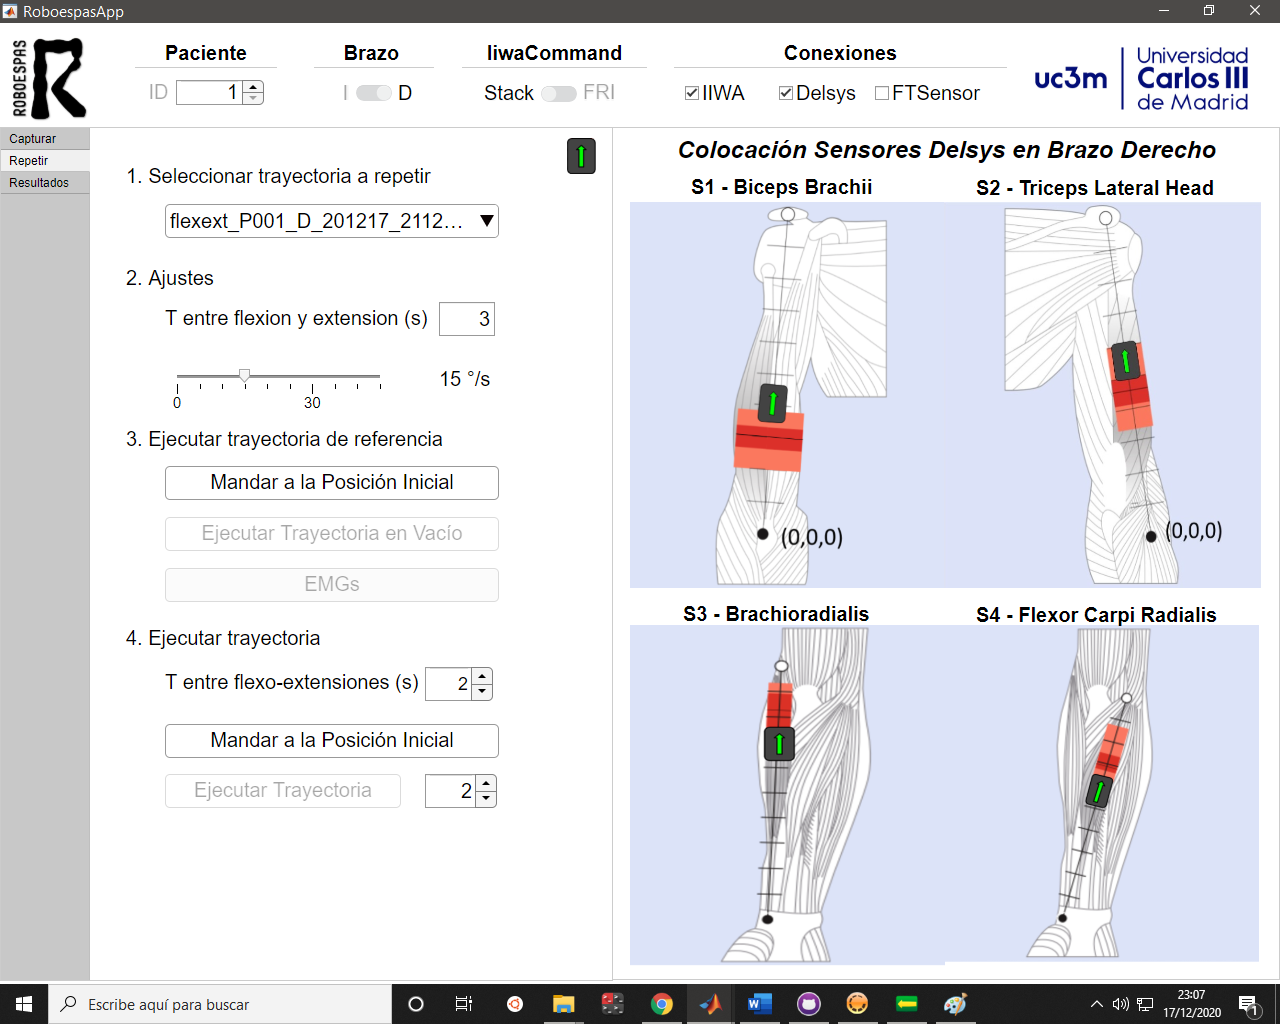 RoboespasApp
ROBOESPAS
Paciente
Brazo
IiwaCommand
Conexiones
ID 1
I D
Stack FRI
IIWA
Delsys
FTSensor
uc3m
Universidad
Carlos III
de Madrid
Capturar
Repetir
Resultados
1. Seleccionar trayectoria a repetir
flexext_P001_D_201217_2112...
2. Ajustes
T entre flexion y extension (s) 3
15 °/s
0 30
3. Ejecutar trayectoria de referencia
Mandar a la Posición Inicial
Ejecutar Trayectoria en Vacío
EMGs
4. Ejecutar trayectoria
T entre flexo-extensiones (s) 2
Mandar a la Posición Inicial
Ejecutar Trayectoria 2
Colocación Sensores Delsys en Brazo Derecho
S1 - Biceps Brachii
S2 - Triceps Lateral Head
(0,0,0)
(0,0,0)
S3 - Brachioradialis
S4 - Flexor Carpi Radialis
Escribe aquí para buscar
23:07
17/12/2020
1